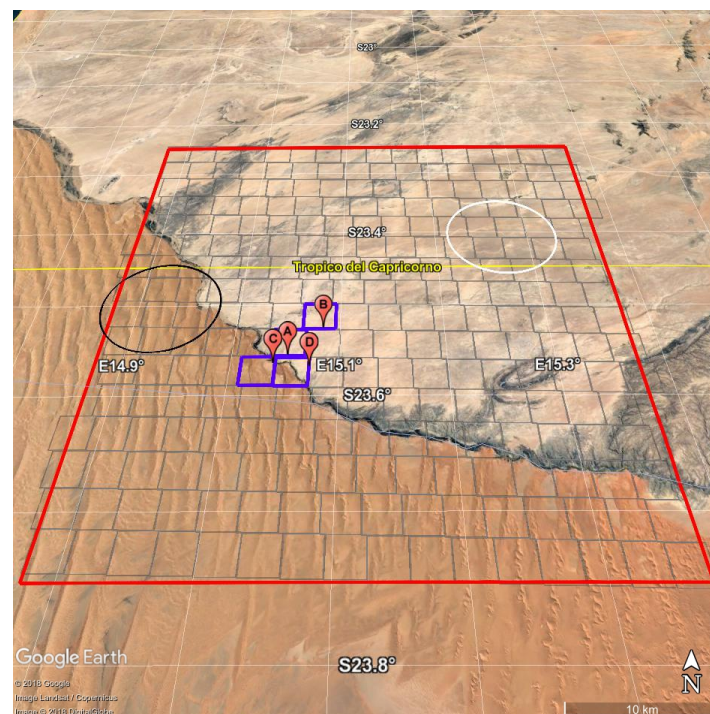 S23°
S23.2°
S23.4°
Tropico del Capricorno
B
A
C
D
E14.9°
E15.1°
E15.3°
S23.6°
Google Earth
S23.8°
© 2018 Google
Image Landsat / Copernicus
Image © 2018 DigitalGlobe
N
10 km